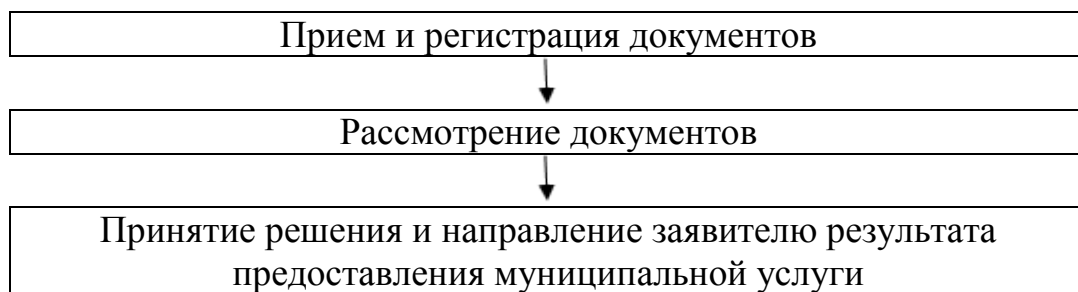 Прием и регистрация документов
Рассмотрение документов
Принятие решения и направление заявителю результата
предоставления муниципальной услуги